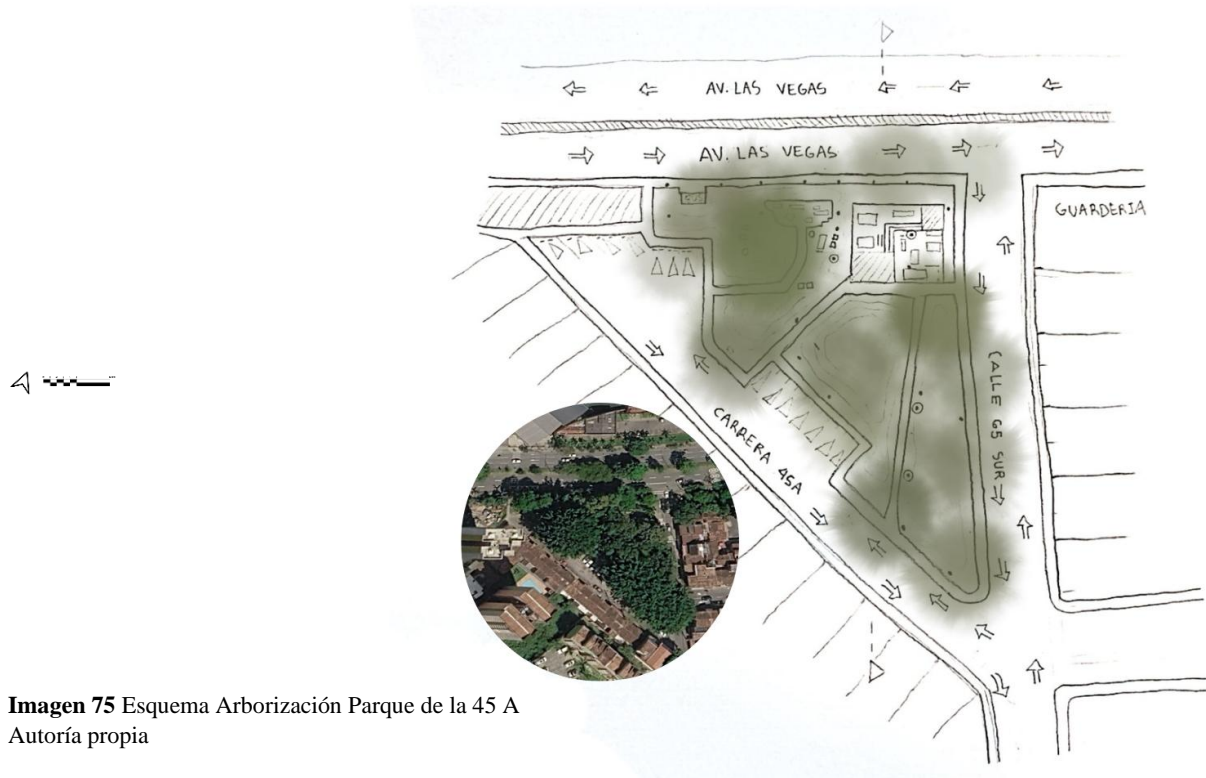 AV. LAS VEGAS
AV. LAS VEGAS
GUARDERIA
CALLE 65 SUR
CARRERA 45A
Imagen 75 Esquema Arborización Parque de la 45 A
Autoría propia